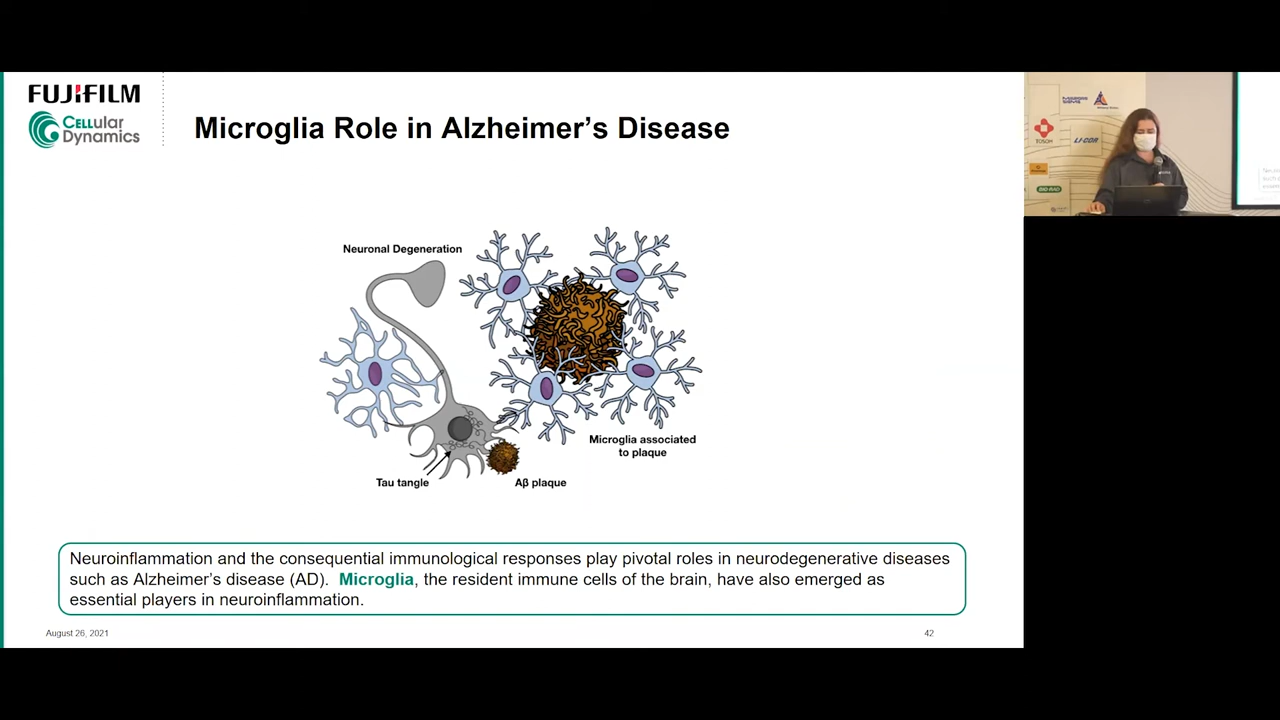 FUJIFILM
CELLular
Dynamics
Microglia Role in Alzheimer's Disease
Neuronal Degeneration
Microglia associated
to plaque
Tau tangle
Aβ plaque
Neuroinflammation and the consequential immunological responses play pivotal roles in neurodegenerative diseases
such as Alzheimer's disease (AD). Microglia, the resident immune cells of the brain, have also emerged as
essential players in neuroinflammation.
August 26, 2021
42
TOSOH
LI-COR
BIO-RAD